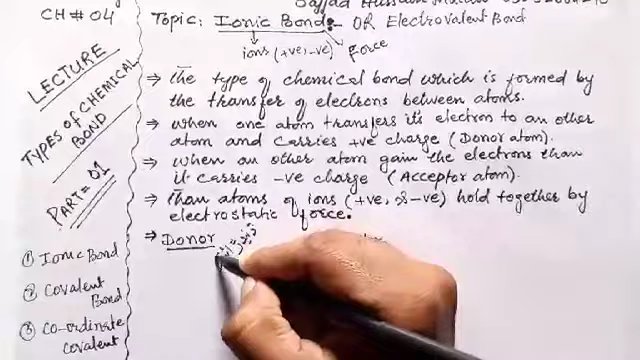 CH # 04
Topic: Ionic Bond:- OR Electrovalent Bond
ions (+ve, -ve) Force
LECTURE
TYPES OF CHEMICAL
BOND
PART = 01
① Ionic Bond
② Covalent
Bond
③ Co-ordinate
covalent
⇒ The type of chemical bond which is formed by
the transfer of electrons between atoms.
⇒ when one atom transfers it's electron to an other
atom and carries +ve charge (Donor atom).
⇒ when an other atom gain the electrons than
it carries -ve charge (Acceptor atom).
⇒ than atoms of ions (+ve, & -ve) hold together by
electrostatic force.
⇒ Donor